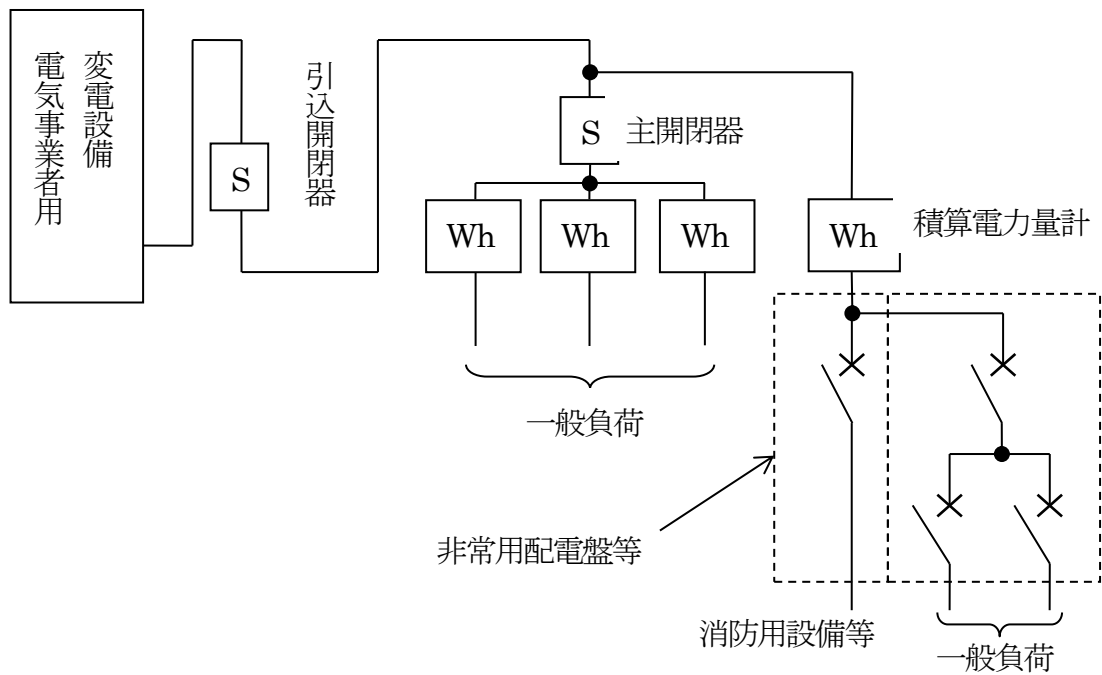 変電設備
電気事業者用
引込開閉器
S
S
主開閉器
Wh
Wh
Wh
Wh
積算電力量計
一般負荷
非常用配電盤等
消防用設備等
一般負荷